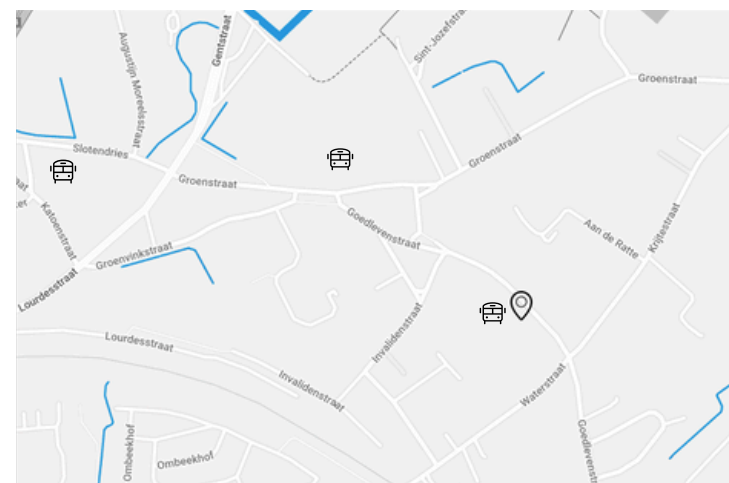 Gentstraat
Sint-Jozefstraat
Augustijn Moreelsstraat
Groenstraat
Slotendries
Groenstraat
Groenstraat
Katoenstraat
Goedlevenstraat
Krijtestraat
Aan de Ratte
Groenvinkstraat
Lourdesstraat
Lourdesstraat
Invalidenstraat
Invalidenstraat
Waterstraat
Ombeekhof
Ombeekhof
Goedlevenstr